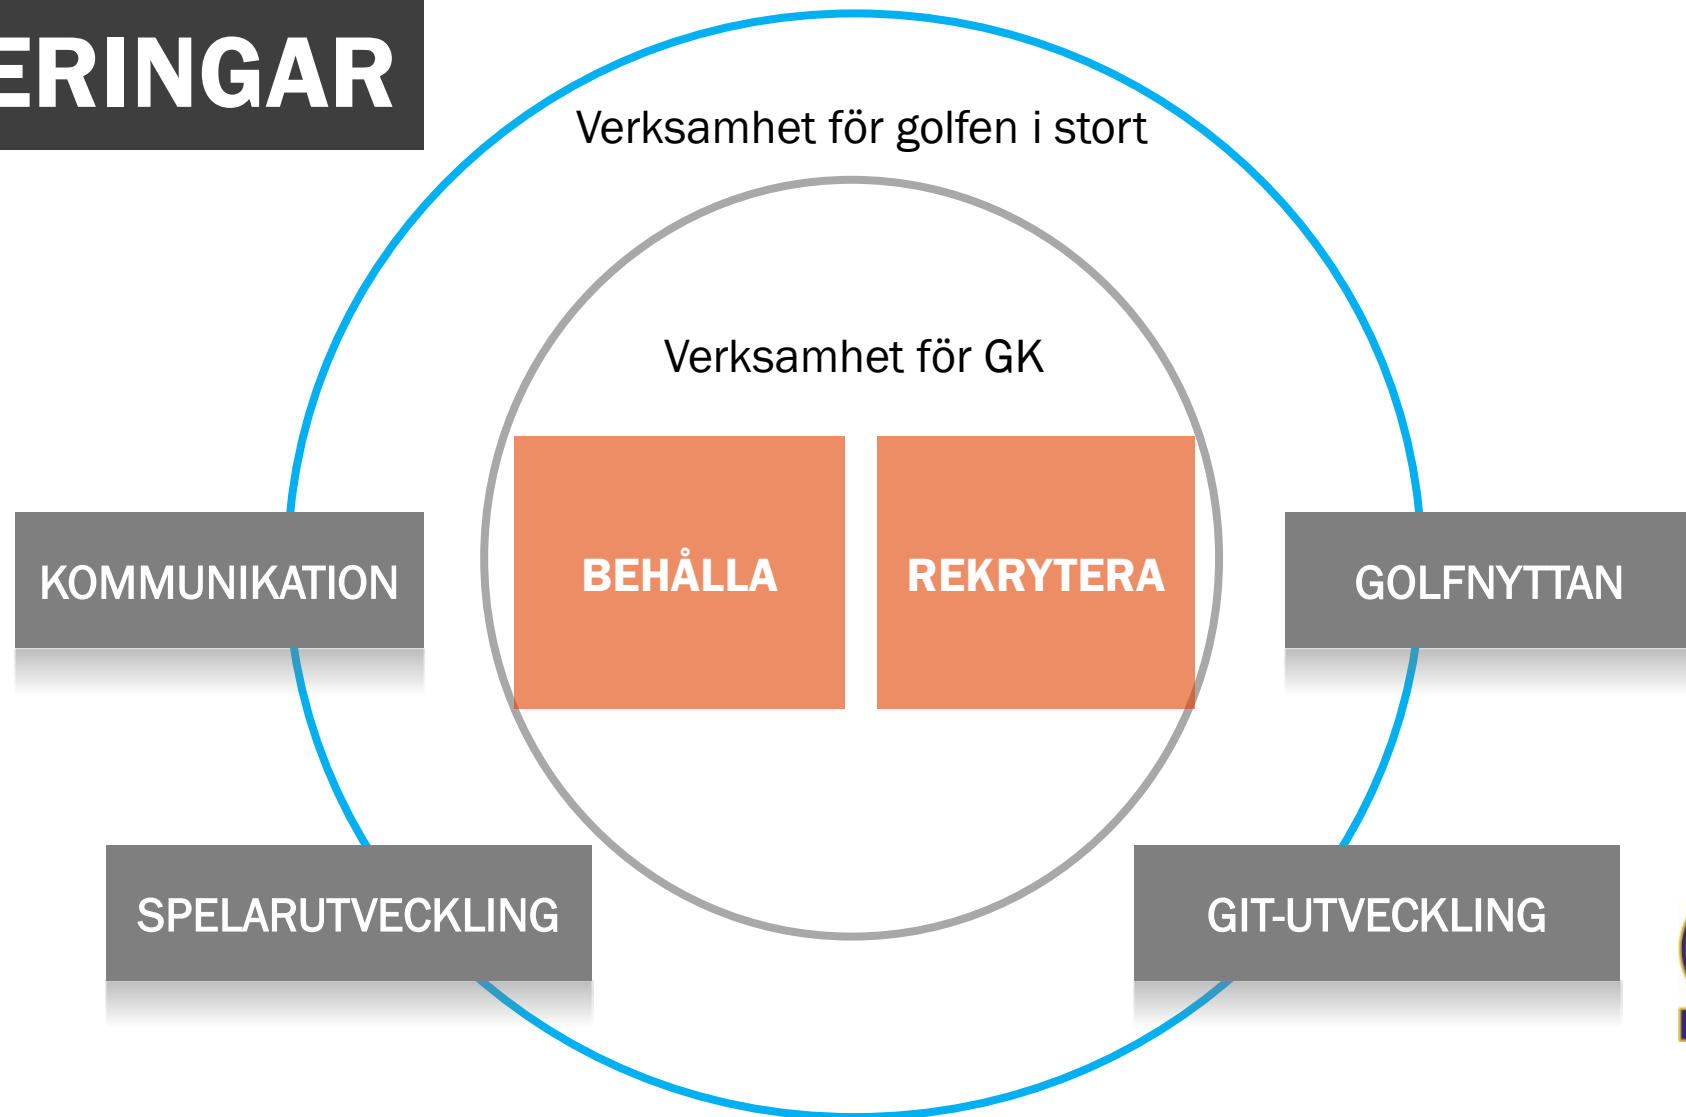 ERINGAR
Verksamhet för golfen i stort
Verksamhet för GK
BEHÅLLA
REKRYTERA
KOMMUNIKATION
GOLFNYTTAN
SPELARUTVECKLING
GIT-UTVECKLING